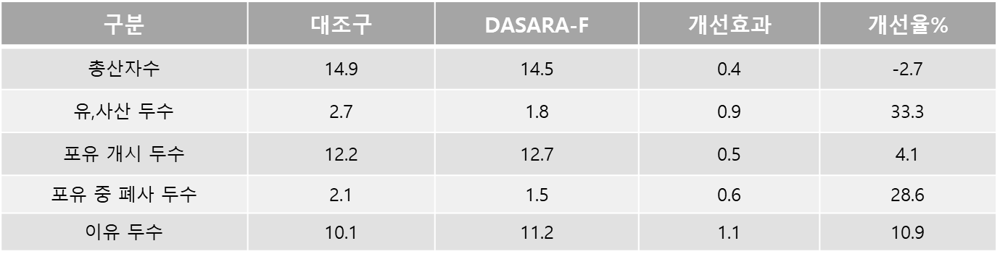 구분 대조구 DASARA-F 개선효과 개선율%
총산자수 14.9 14.5 0.4 -2.7
유,사산 두수 2.7 1.8 0.9 33.3
포유 개시 두수 12.2 12.7 0.5 4.1
포유 중 폐사 두수 2.1 1.5 0.6 28.6
이유 두수 10.1 11.2 1.1 10.9